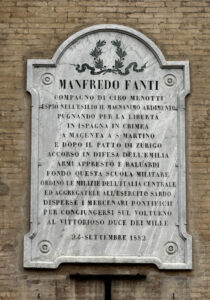 MANFREDO FANTI
COMPAGNO DI CIRO MENOTTI
ESPIÒ NELL'ESILIO IL MAGNANIMO ARDIMENTO
PUGNANDO PER LA LIBERTÀ
IN ISPAGNA IN CRIMEA
A MAGENTA A S. MARTINO
E DOPO IL PATTO DI ZURIGO
ACCORSO IN DIFESA DELL'EMILIA
ARMI APPRESTÒ E BALUARDI
FONDÒ QUESTA SCUOLA MILITARE
ORDINÒ LE MILIZIE DELL'ITALIA CENTRALE
ED AGGREGATELE ALL'ESERCITO SARDO
DISPERSE I MERCENARI PONTIFICII
PER CONGIUNGERSI SUL VOLTURNO
AL VITTORIOSO DUCE DEI MILLE
24 SETTEMBRE 1882